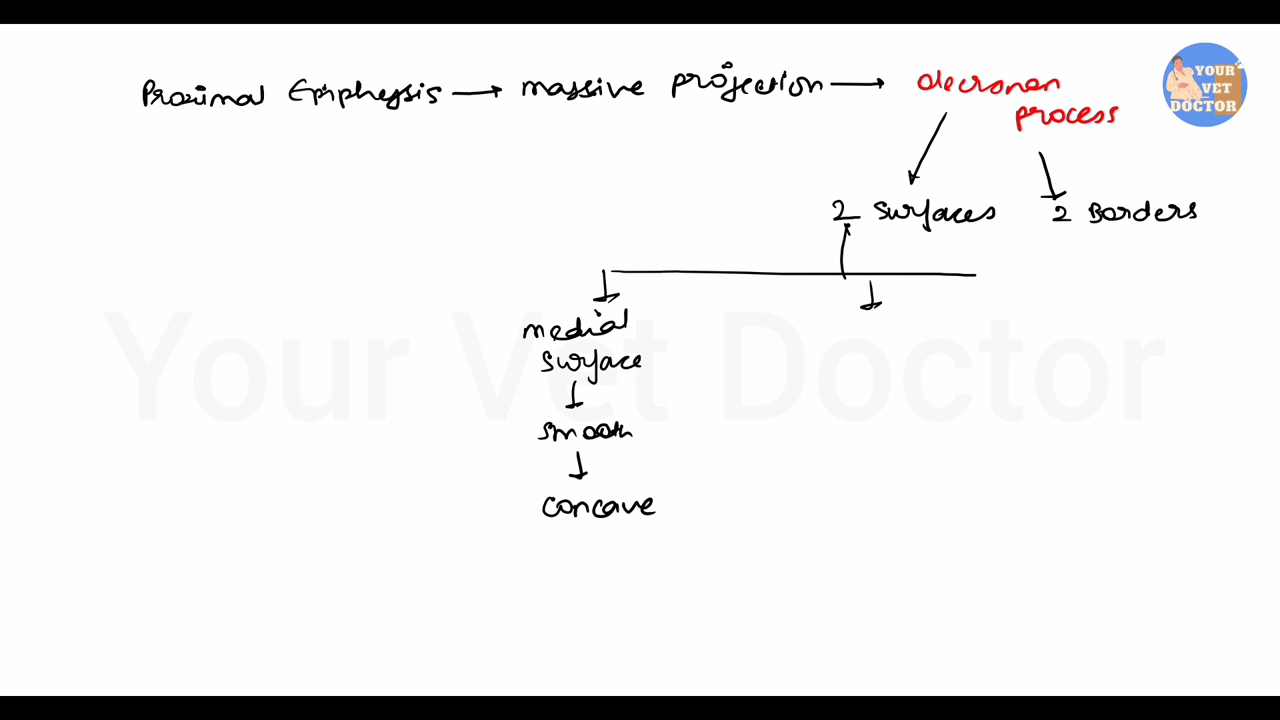 Proximal Epiphysis → massive projection → olecranon
process
YOUR
VET
DOCTOR
2 surfaces 2 Borders
medial
surface
smooth
concave
Your Vet Doctor